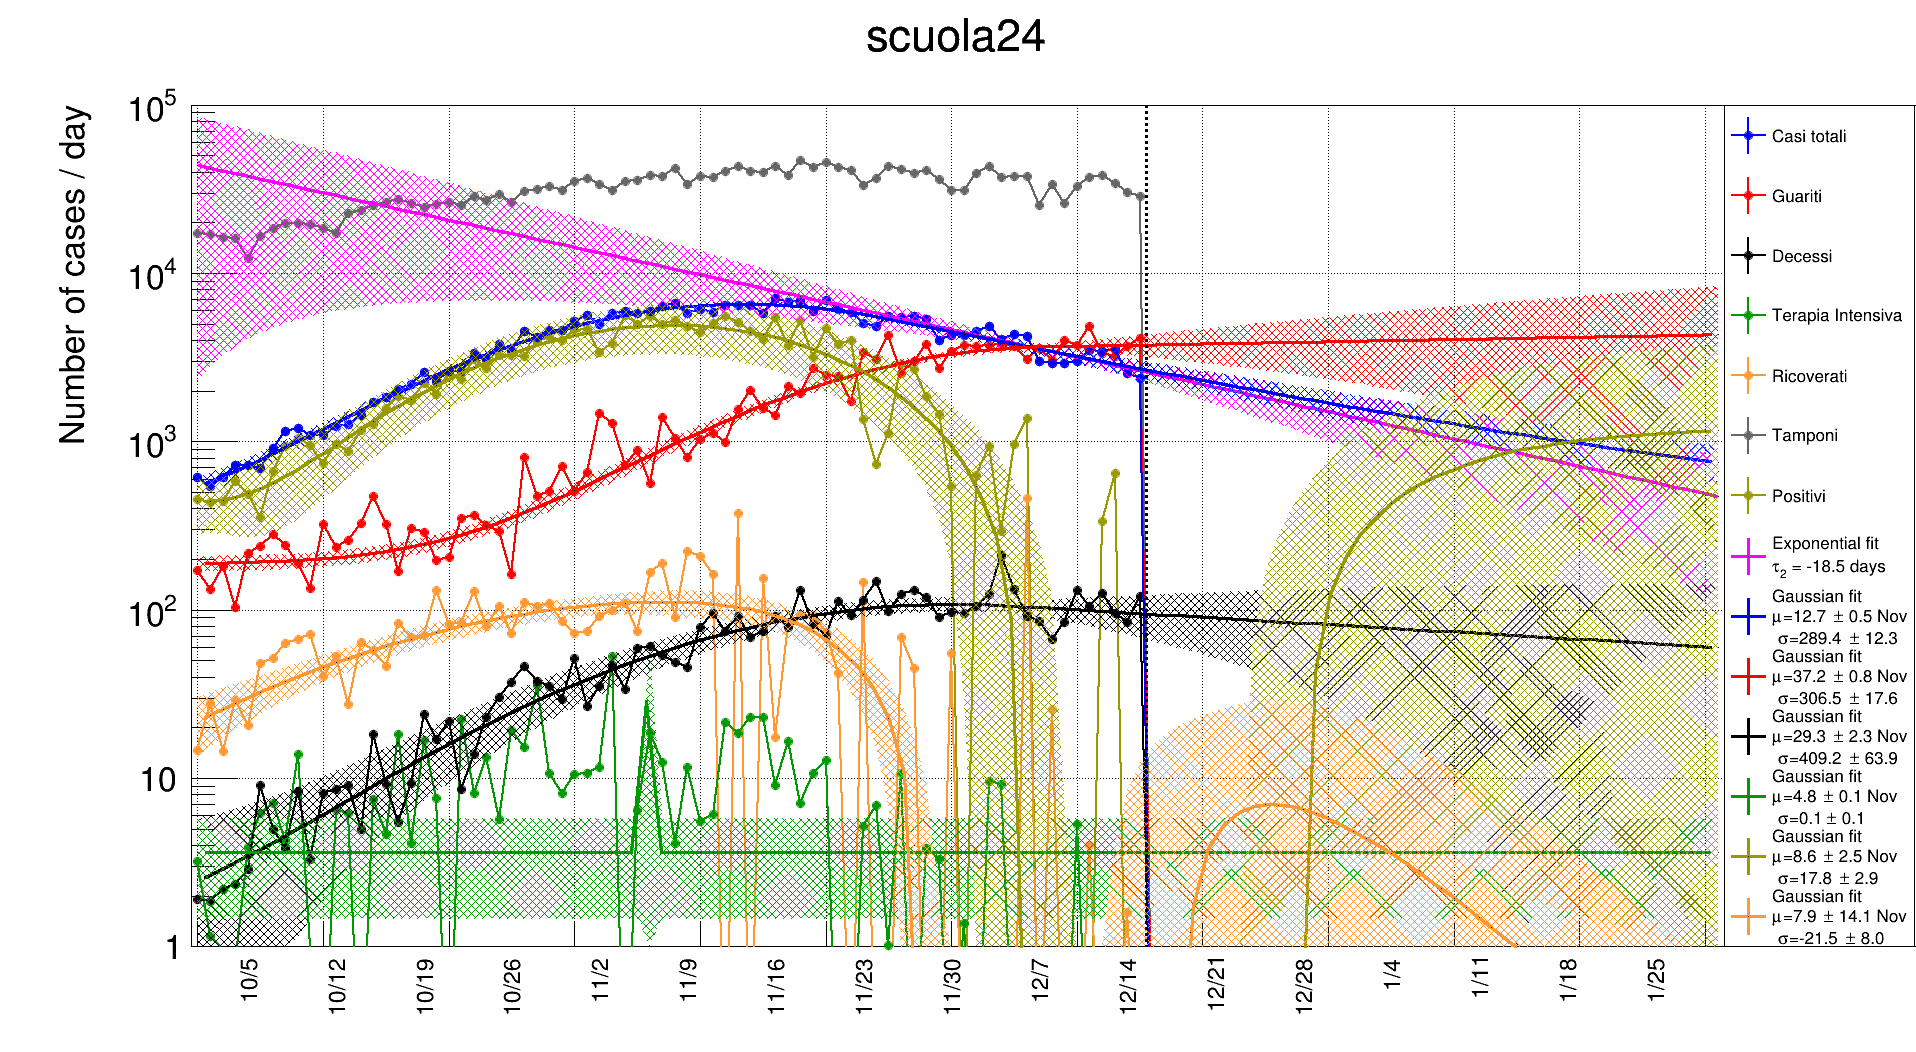 scuola24
Number of cases / day
10^5
10^4
10^3
10^2
10
1
10/5
10/12
10/19
10/26
11/2
11/9
11/16
11/23
11/30
12/7
12/14
12/21
12/28
1/4
1/11
1/18
1/25
Casi totali
Guariti
Decessi
Terapia Intensiva
Ricoverati
Tamponi
Positivi
Exponential fit
τ₂ = -18.5 days
Gaussian fit
μ=12.7 ± 0.5 Nov
σ=289.4 ± 12.3
Gaussian fit
μ=37.2 ± 0.8 Nov
σ=306.5 ± 17.6
Gaussian fit
μ=29.3 ± 2.3 Nov
σ=409.2 ± 63.9
Gaussian fit
μ=4.8 ± 0.1 Nov
σ=0.1 ± 0.1
Gaussian fit
μ=8.6 ± 2.5 Nov
σ=17.8 ± 2.9
Gaussian fit
μ=7.9 ± 14.1 Nov
σ=-21.5 ± 8.0